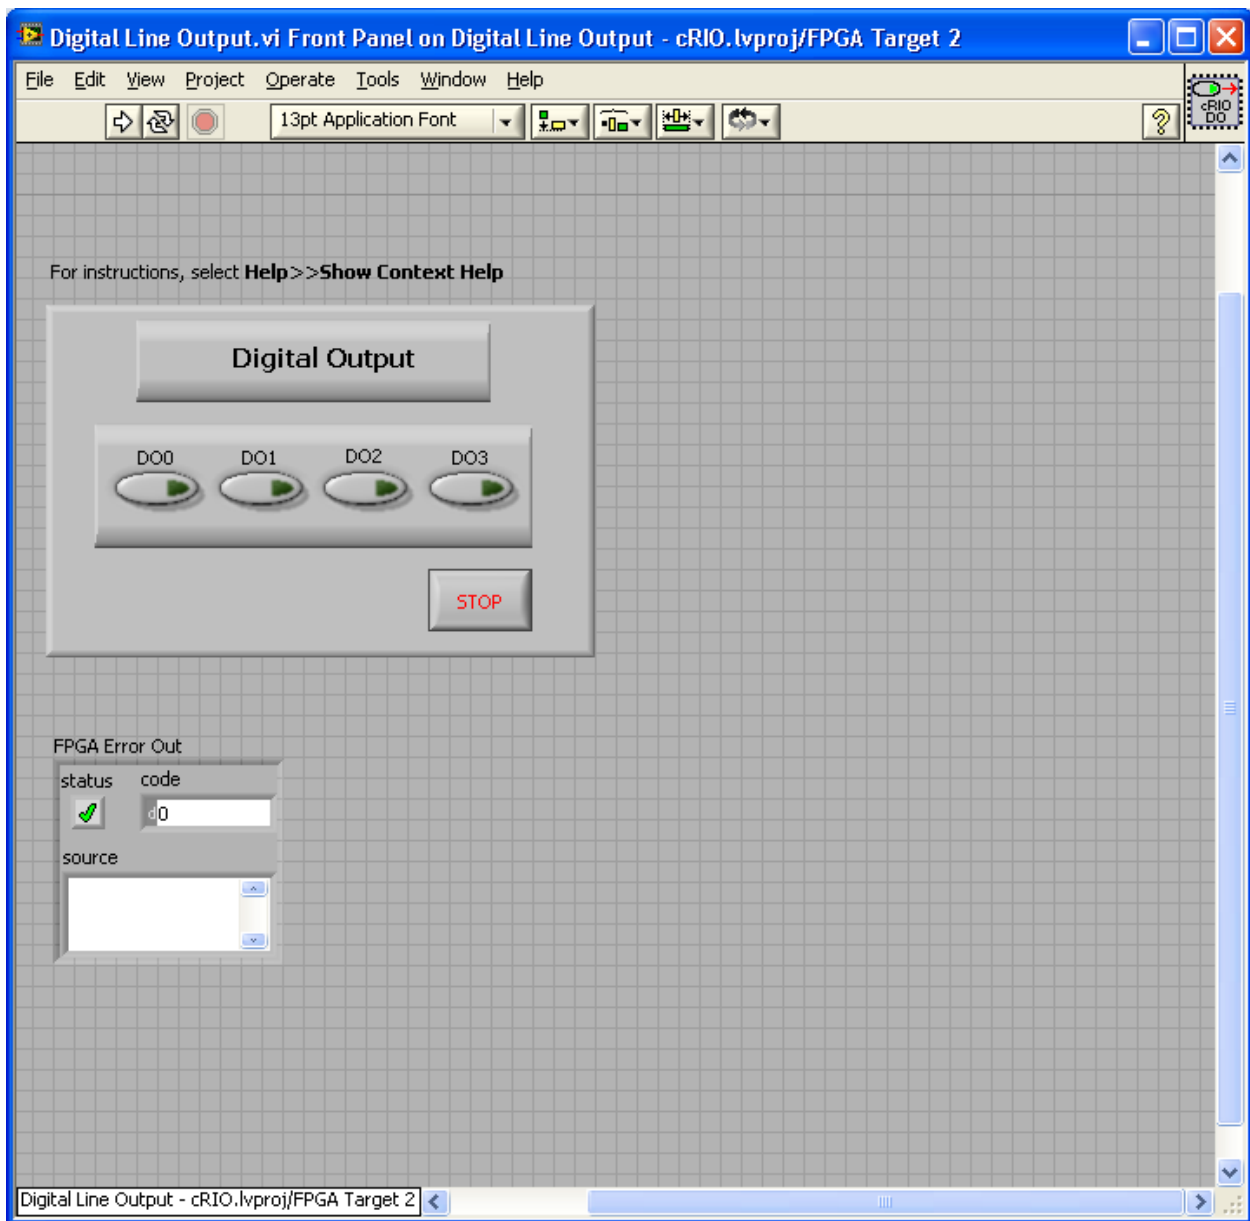 Digital Line Output.vi Front Panel on Digital Line Output - cRIO.lvproj/FPGA Target 2
File Edit View Project Operate Tools Window Help
13pt Application Font
?
cRIO
DO
For instructions, select Help>>Show Context Help
Digital Output
DO0 DO1 DO2 DO3
STOP
FPGA Error Out
status code
d0
source
Digital Line Output - cRIO.lvproj/FPGA Target 2